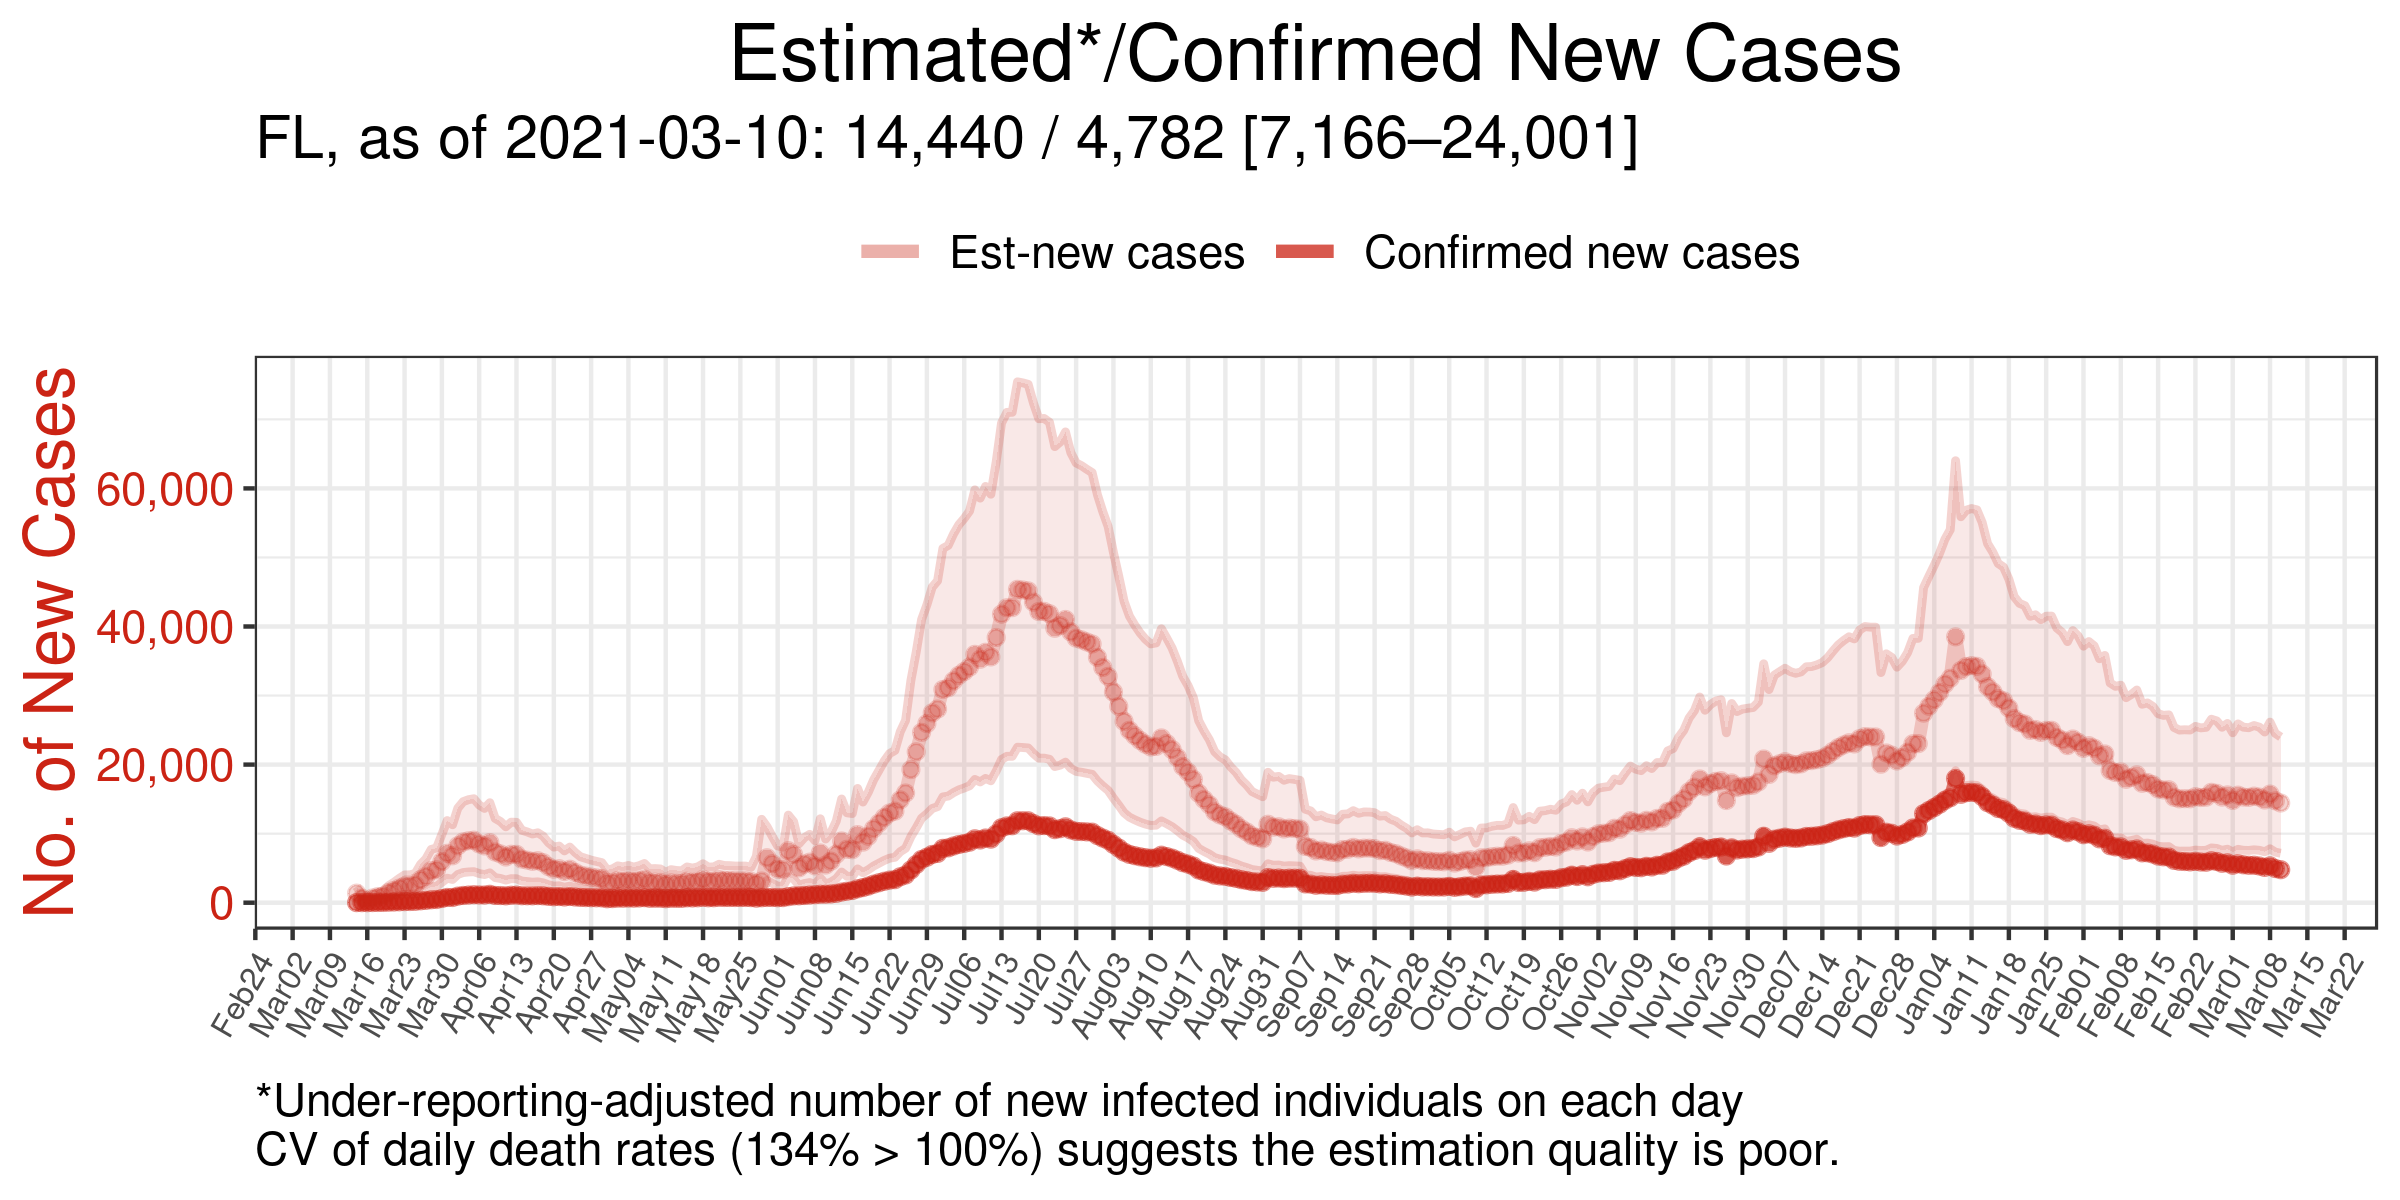 Estimated*/Confirmed New Cases
FL, as of 2021-03-10: 14,440 / 4,782 [7,166–24,001]
Est-new cases Confirmed new cases
No. of New Cases
60,000
40,000
20,000
0
Feb24 Mar02 Mar09 Mar16 Mar23 Mar30 Apr06 Apr13 Apr20 Apr27 May04 May11 May18 May25 Jun01 Jun08 Jun15 Jun22 Jun29 Jul06 Jul13 Jul20 Jul27 Aug03 Aug10 Aug17 Aug24 Aug31 Sep07 Sep14 Sep21 Sep28 Oct05 Oct12 Oct19 Oct26 Nov02 Nov09 Nov16 Nov23 Nov30 Dec07 Dec14 Dec21 Dec28 Jan04 Jan11 Jan18 Jan25 Feb01 Feb08 Feb15 Feb22 Mar01 Mar08 Mar15 Mar22
*Under-reporting-adjusted number of new infected individuals on each day
CV of daily death rates (134% > 100%) suggests the estimation quality is poor.